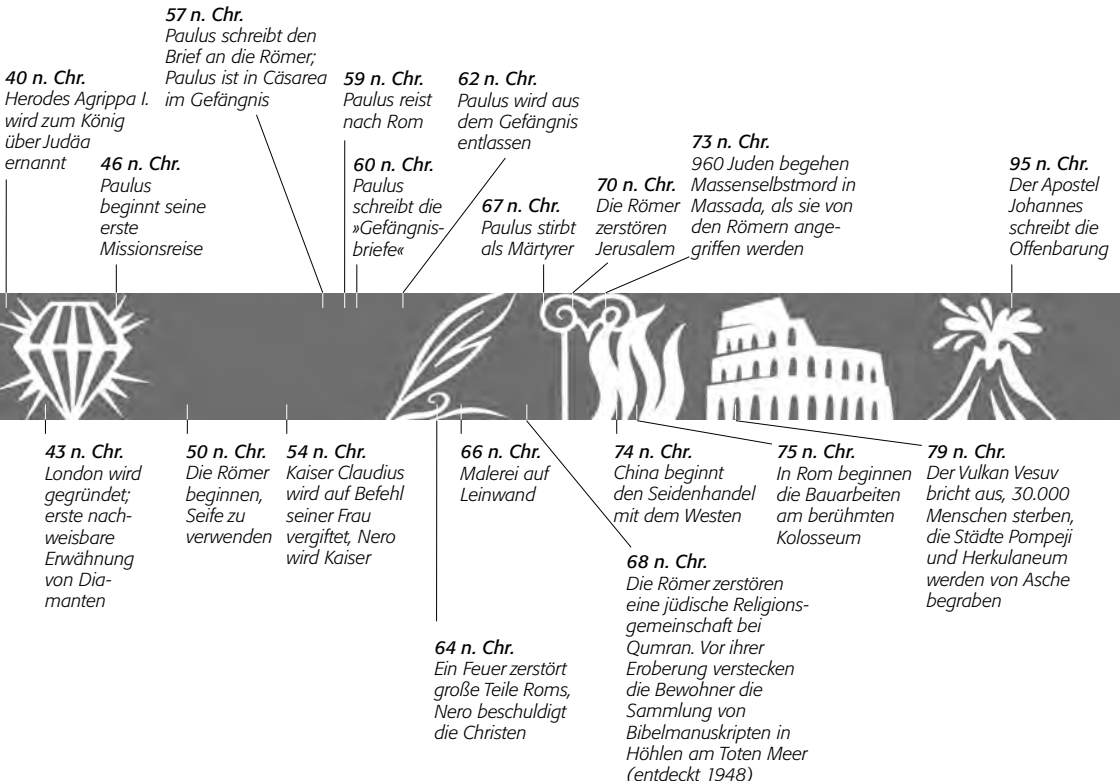 57 n. Chr.
Paulus schreibt den
Brief an die Römer;
Paulus ist in Cäsarea
im Gefängnis
40 n. Chr.
Herodes Agrippa I.
wird zum König
über Judäa
ernannt
46 n. Chr.
Paulus
beginnt seine
erste
Missionsreise
59 n. Chr.
Paulus reist
nach Rom
60 n. Chr.
Paulus
schreibt die
»Gefängnis-
briefe«
62 n. Chr.
Paulus wird aus
dem Gefängnis
entlassen
67 n. Chr.
Paulus stirbt
als Märtyrer
70 n. Chr.
Die Römer
zerstören
Jerusalem
73 n. Chr.
960 Juden begehen
Massenselbstmord in
Massada, als sie von
den Römern ange-
griffen werden
95 n. Chr.
Der Apostel
Johannes
schreibt die
Offenbarung
43 n. Chr.
London wird
gegründet;
erste nach-
weisbare
Erwähnung
von Dia-
manten
50 n. Chr.
Die Römer
beginnen,
Seife zu
verwenden
54 n. Chr.
Kaiser Claudius
wird auf Befehl
seiner Frau
vergiftet, Nero
wird Kaiser
64 n. Chr.
Ein Feuer zerstört
große Teile Roms,
Nero beschuldigt
die Christen
66 n. Chr.
Malerei auf
Leinwand
68 n. Chr.
Die Römer zerstören
eine jüdische Religions-
gemeinschaft bei
Qumran. Vor ihrer
Eroberung verstecken
die Bewohner die
Sammlung von
Bibelmanuskripten in
Höhlen am Toten Meer
(entdeckt 1948)
74 n. Chr.
China beginnt
den Seidenhandel
mit dem Westen
75 n. Chr.
In Rom beginnen
die Bauarbeiten
am berühmten
Kolosseum
79 n. Chr.
Der Vulkan Vesuv
bricht aus, 30.000
Menschen sterben,
die Städte Pompeji
und Herkulaneum
werden von Asche
begraben